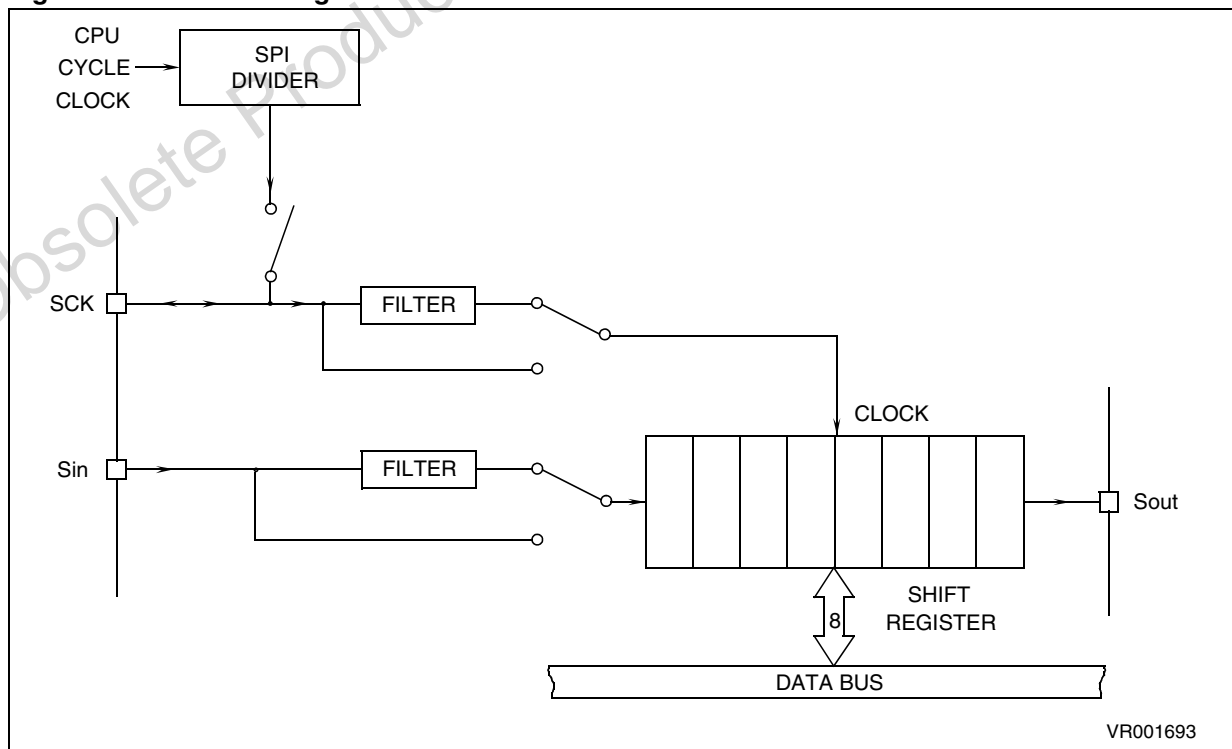 CPU
CYCLE
CLOCK
SPI
DIVIDER
SCK
FILTER
CLOCK
Sin
FILTER
Sout
SHIFT
REGISTER
8
DATA BUS
VR001693